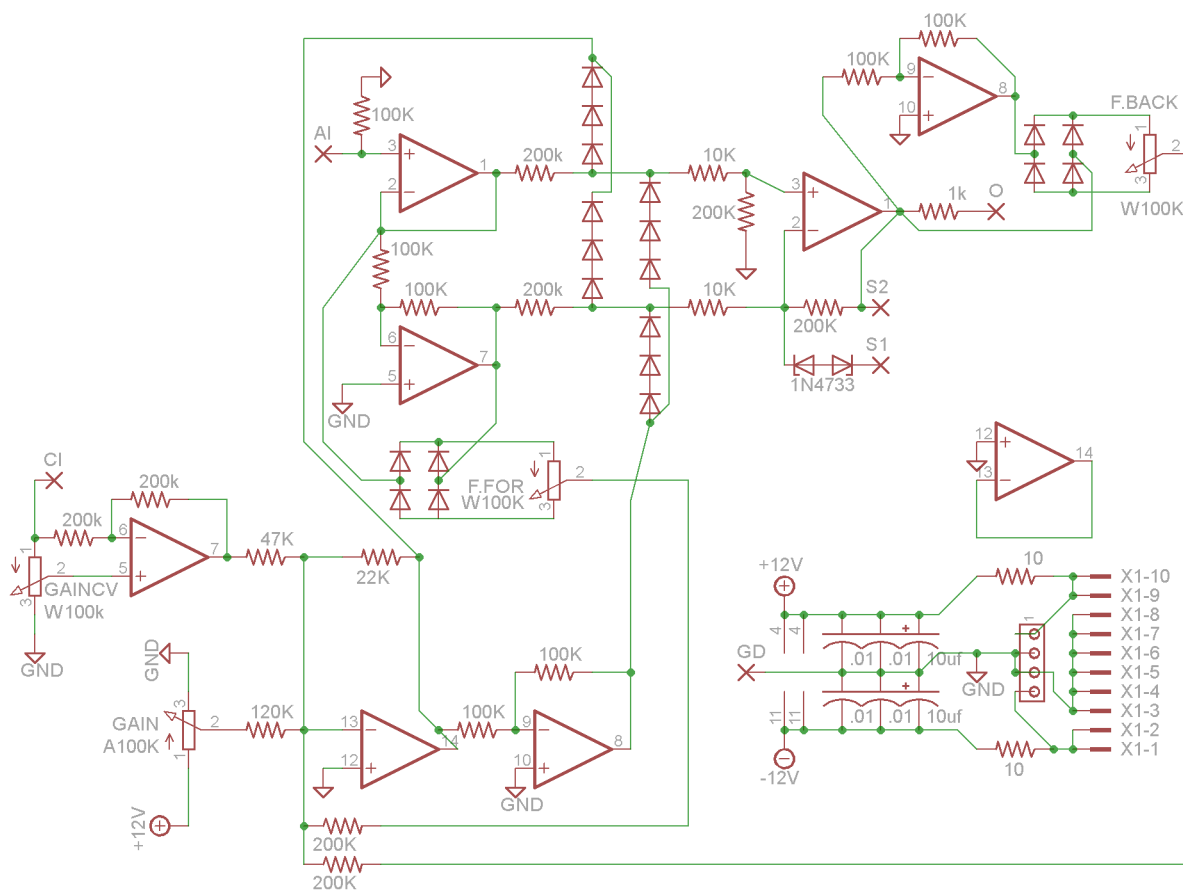 100K
100K
9
8
10
F.BACK
1
2
3
W100K
100K
AI
3
1
2
200k
10K
200K
3
1
2
1k
O
100K
100K
200k
10K
200K
S2
S1
1N4733
6
7
5
GND
12
14
13
CI
1
2
3
F.FOR
W100K
200k
200k
6
7
5
1
2
3
GAINCV
W100k
GND
47K
22K
GND
3
2
1
GAIN
A100K
+12V
120K
13
14
12
100K
100K
9
8
10
GND
200K
200K
+12V
4
4
GD
.01
.01
10uf
+
11
11
.01
.01
10uf
+
-12V
GND
10
10
1
X1-10
X1-9
X1-8
X1-7
X1-6
X1-5
X1-4
X1-3
X1-2
X1-1